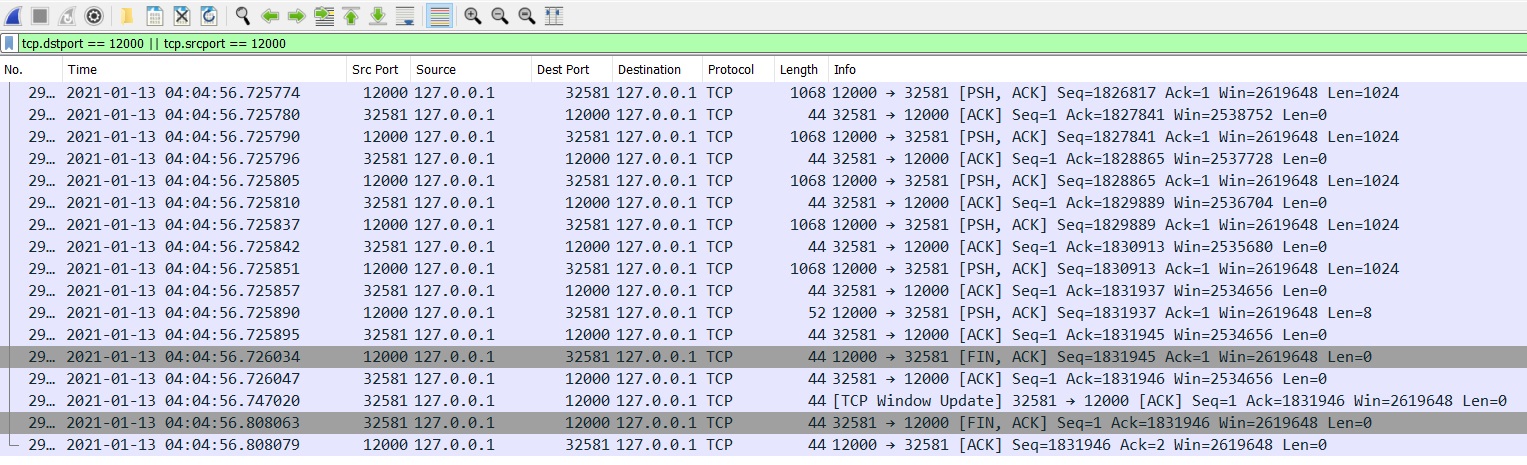 tcp.dstport == 12000 || tcp.srcport == 12000
No. Time Src Port Source Dest Port Destination Protocol Length Info
29... 2021-01-13 04:04:56.725774 12000 127.0.0.1 32581 127.0.0.1 TCP 1068 12000 → 32581 [PSH, ACK] Seq=1826817 Ack=1 Win=2619648 Len=1024
29... 2021-01-13 04:04:56.725780 32581 127.0.0.1 12000 127.0.0.1 TCP 44 32581 → 12000 [ACK] Seq=1 Ack=1827841 Win=2538752 Len=0
29... 2021-01-13 04:04:56.725790 12000 127.0.0.1 32581 127.0.0.1 TCP 1068 12000 → 32581 [PSH, ACK] Seq=1827841 Ack=1 Win=2619648 Len=1024
29... 2021-01-13 04:04:56.725796 32581 127.0.0.1 12000 127.0.0.1 TCP 44 32581 → 12000 [ACK] Seq=1 Ack=1828865 Win=2537728 Len=0
29... 2021-01-13 04:04:56.725805 12000 127.0.0.1 32581 127.0.0.1 TCP 1068 12000 → 32581 [PSH, ACK] Seq=1828865 Ack=1 Win=2619648 Len=1024
29... 2021-01-13 04:04:56.725810 32581 127.0.0.1 12000 127.0.0.1 TCP 44 32581 → 12000 [ACK] Seq=1 Ack=1829889 Win=2536704 Len=0
29... 2021-01-13 04:04:56.725837 12000 127.0.0.1 32581 127.0.0.1 TCP 1068 12000 → 32581 [PSH, ACK] Seq=1829889 Ack=1 Win=2619648 Len=1024
29... 2021-01-13 04:04:56.725842 32581 127.0.0.1 12000 127.0.0.1 TCP 44 32581 → 12000 [ACK] Seq=1 Ack=1830913 Win=2535680 Len=0
29... 2021-01-13 04:04:56.725851 12000 127.0.0.1 32581 127.0.0.1 TCP 1068 12000 → 32581 [PSH, ACK] Seq=1830913 Ack=1 Win=2619648 Len=1024
29... 2021-01-13 04:04:56.725857 32581 127.0.0.1 12000 127.0.0.1 TCP 44 32581 → 12000 [ACK] Seq=1 Ack=1831937 Win=2534656 Len=0
29... 2021-01-13 04:04:56.725890 12000 127.0.0.1 32581 127.0.0.1 TCP 52 12000 → 32581 [PSH, ACK] Seq=1831937 Ack=1 Win=2619648 Len=8
29... 2021-01-13 04:04:56.725895 32581 127.0.0.1 12000 127.0.0.1 TCP 44 32581 → 12000 [ACK] Seq=1 Ack=1831945 Win=2534656 Len=0
29... 2021-01-13 04:04:56.726034 12000 127.0.0.1 32581 127.0.0.1 TCP 44 12000 → 32581 [FIN, ACK] Seq=1831945 Ack=1 Win=2619648 Len=0
29... 2021-01-13 04:04:56.726047 32581 127.0.0.1 12000 127.0.0.1 TCP 44 32581 → 12000 [ACK] Seq=1 Ack=1831946 Win=2534656 Len=0
29... 2021-01-13 04:04:56.747020 32581 127.0.0.1 12000 127.0.0.1 TCP 44 [TCP Window Update] 32581 → 12000 [ACK] Seq=1 Ack=1831946 Win=2619648 Len=0
29... 2021-01-13 04:04:56.808063 32581 127.0.0.1 12000 127.0.0.1 TCP 44 32581 → 12000 [FIN, ACK] Seq=1 Ack=1831946 Win=2619648 Len=0
29... 2021-01-13 04:04:56.808079 12000 127.0.0.1 32581 127.0.0.1 TCP 44 12000 → 32581 [ACK] Seq=1831946 Ack=2 Win=2619648 Len=0